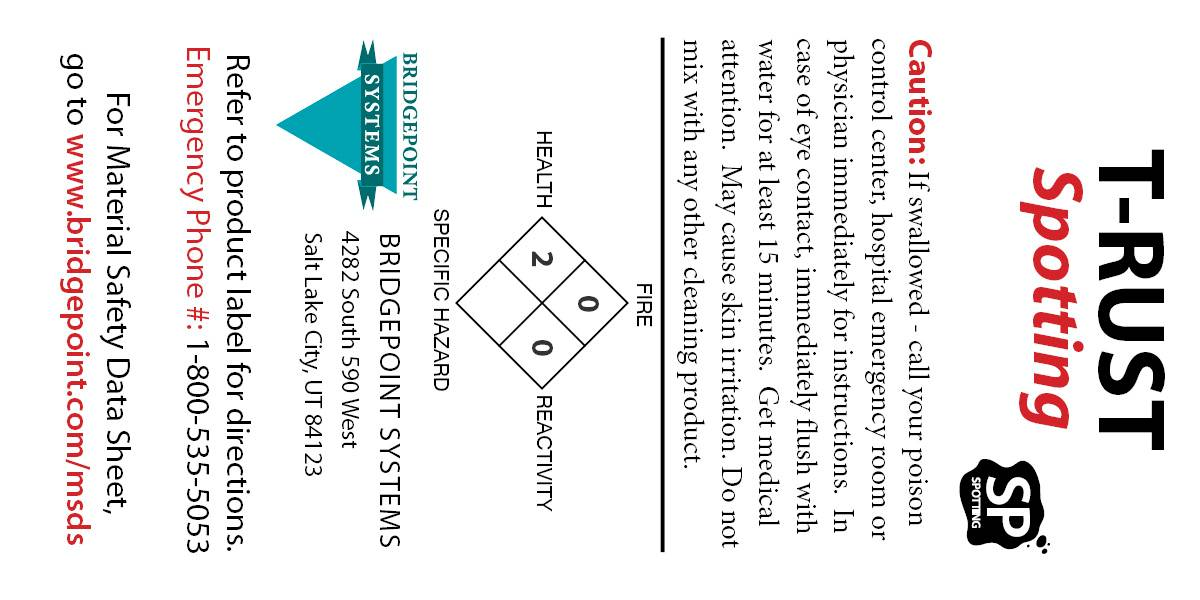 T-RUST
Spotting
SP
SPOTTING
Caution: If swallowed - call your poison
control center, hospital emergency room or
physician immediately for instructions.  In
case of eye contact, immediately flush with
water for at least 15 minutes.  Get medical
attention.  May cause skin irritation. Do not
mix with any other cleaning product.
FIRE
HEALTH
0
2
0
REACTIVITY
SPECIFIC HAZARD
BRIDGEPOINT
SYSTEMS
BRIDGEPOINT SYSTEMS
4282 South 590 West
Salt Lake City, UT 84123
Refer to product label for directions.
Emergency Phone #: 1-800-535-5053
For Material Safety Data Sheet,
go to www.bridgepoint.com/msds